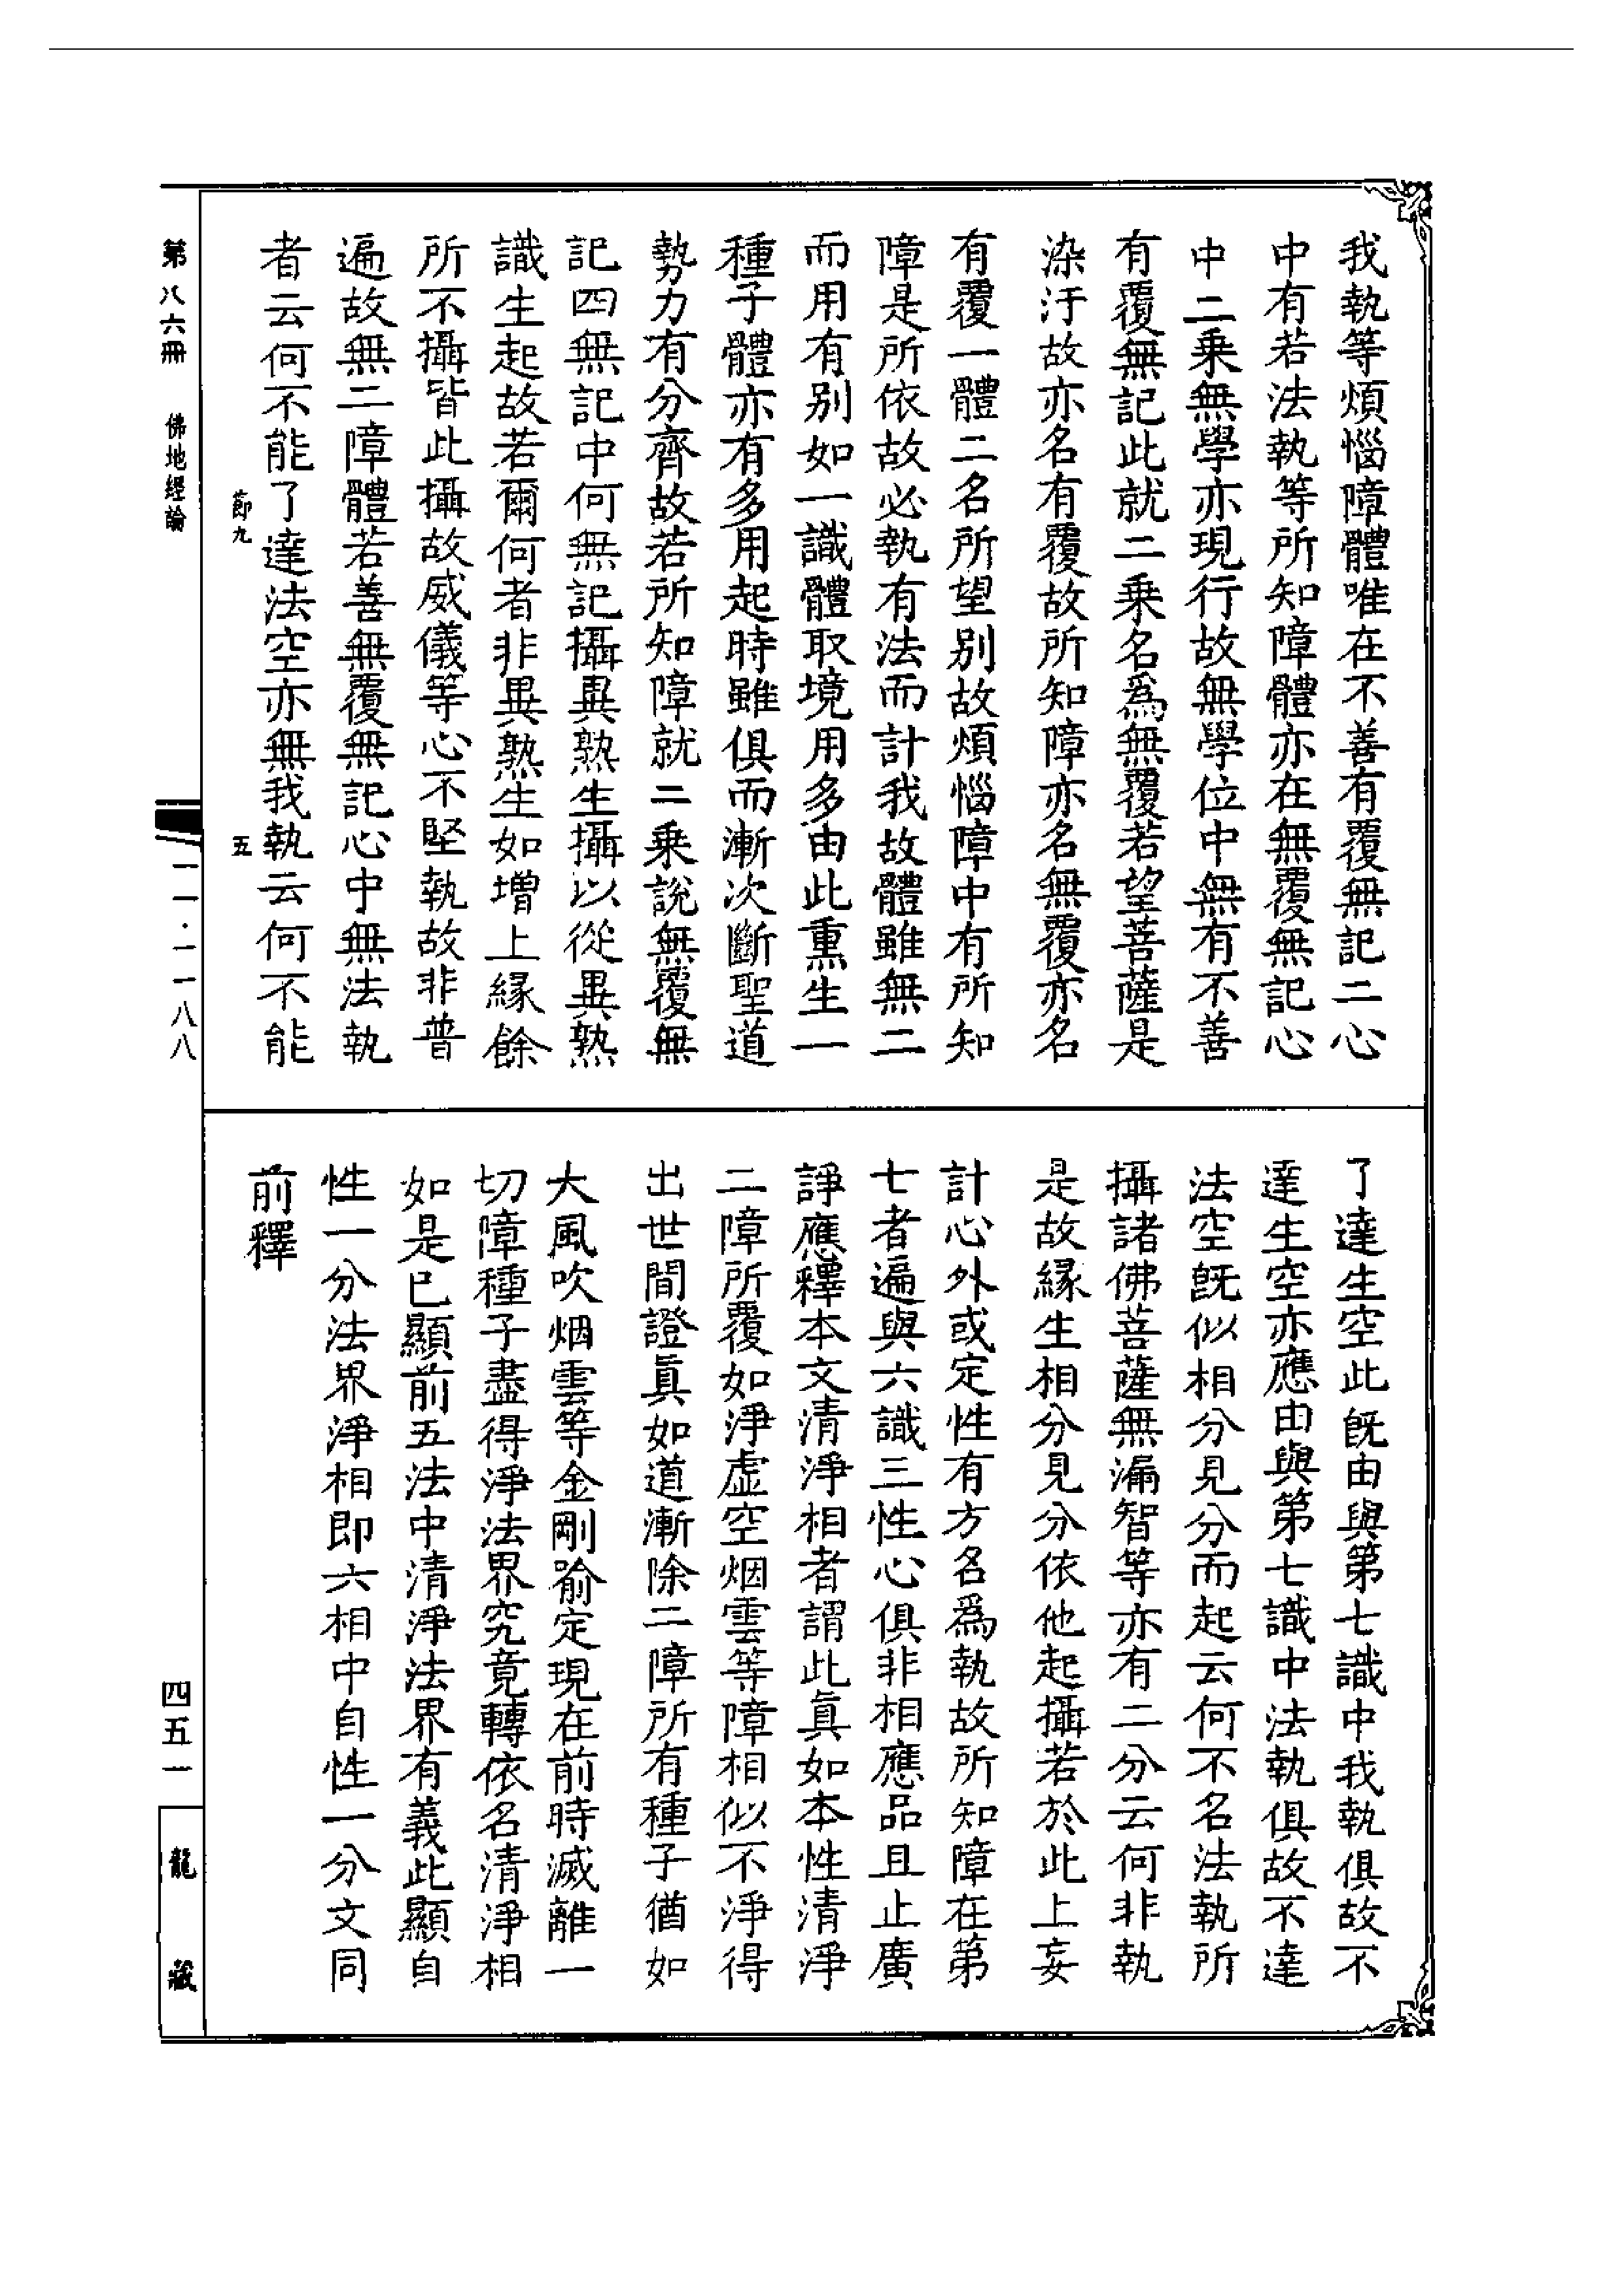 我執等煩惱障體唯在不善有覆無記二心
中有若法執等所知障體亦在無覆無記心
中二乘無學亦現行故無學位中無有不善
有覆無記此就二乘名爲無覆若望菩薩是
染汙故亦名有覆故所知障亦名無覆亦名
有覆一體二名所望別故煩惱障中有所知
障是所依故必執有法而計我故體雖無二
而用有別如一識體取境用多由此熏生一
種子體亦有多用起時雖俱而漸次斷聖道
勢力有分齊故若所知障就二乘說無覆無
記四無記中何無記攝異熟生攝以從異熟
識生起故若爾何者非異熟生如增上緣餘
所不攝皆此攝故威儀等心不堅執故非普
遍故無二障體若善無覆無記心中無法執
者云何不能了達法空亦無我執云何不能
了達生空此旣由與第七識中我執俱故不
達生空亦應由與第七識中法執俱故不達
法空旣似相分見分而起云何不名法執所
攝諸佛菩薩無漏智等亦有二分云何非執
是故緣生相分見分依他起攝若於此上妄
計心外或定性有方名爲執故所知障在第
七者遍與六識三性心俱非相應品且止廣
諍應釋本文清淨相者謂此眞如本性清淨
二障所覆如淨虛空烟雲等障相似不淨得
出世間證眞如道漸除二障所有種子猶如
大風吹烟雲等金剛喻定現在前時滅離一
切障種子盡得淨法界究竟轉依名清淨相
如是已顯前五法中清淨法界有義此顯自
性一分法界淨相即六相中自性一分文同
前釋
節九 五
第八六冊 佛地經論
一一·一一八八
四五一
龍藏